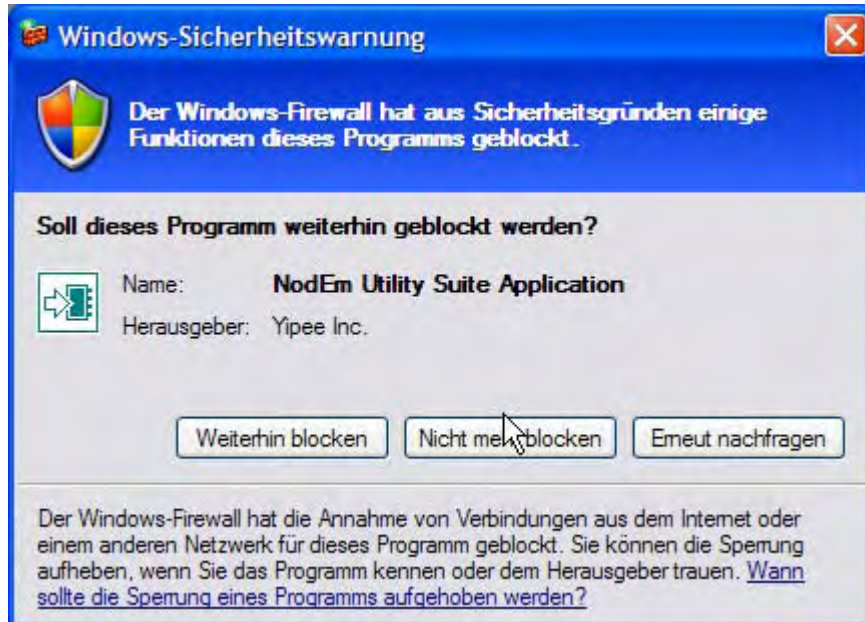 Windows-Sicherheitswarnung
Der Windows-Firewall hat aus Sicherheitsgründen einige
Funktionen dieses Programms geblockt.
Soll dieses Programm weiterhin geblockt werden?
Name: NodEm Utility Suite Application
Herausgeber: Yipee Inc.
Weiterhin blocken Nicht mehr blocken Erneut nachfragen
Der Windows-Firewall hat die Annahme von Verbindungen aus dem Internet oder
einem anderen Netzwerk für dieses Programm geblockt. Sie können die Sperrung
aufheben, wenn Sie das Programm kennen oder dem Herausgeber trauen. Wann
sollte die Sperrung eines Programms aufgehoben werden?